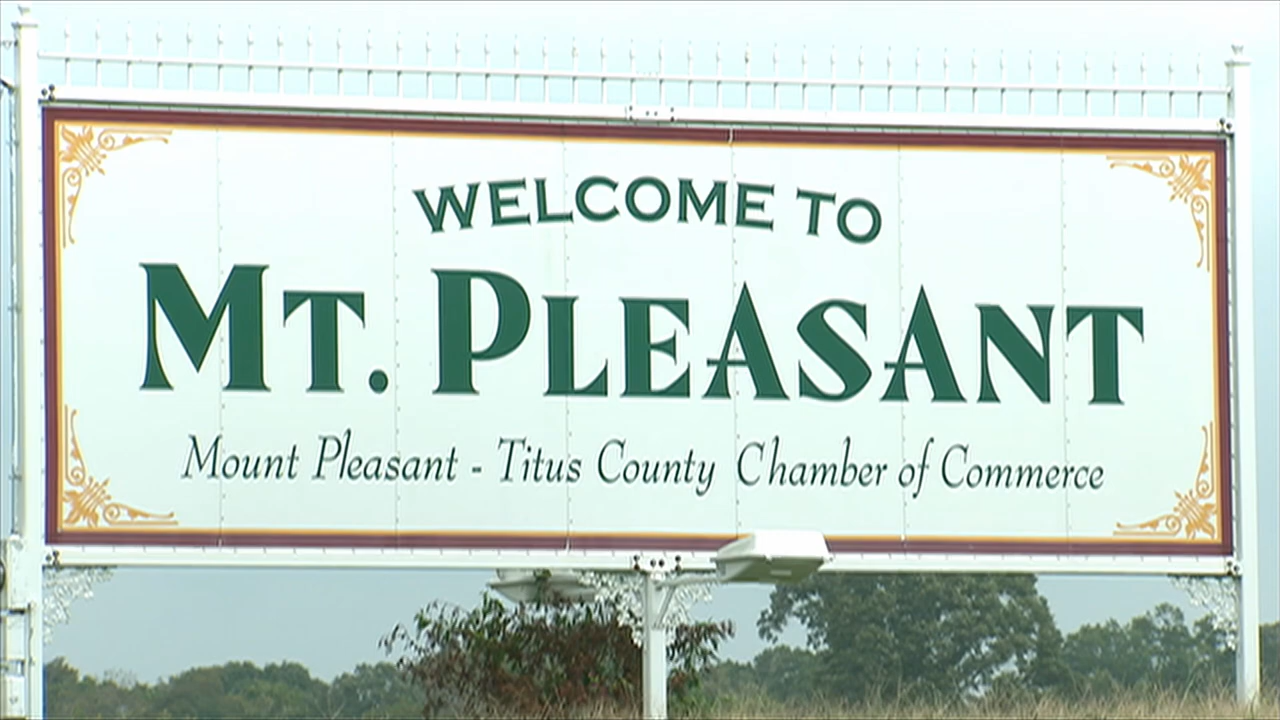 WELCOME TO
MT. PLEASANT
Mount Pleasant - Titus County Chamber of Commerce